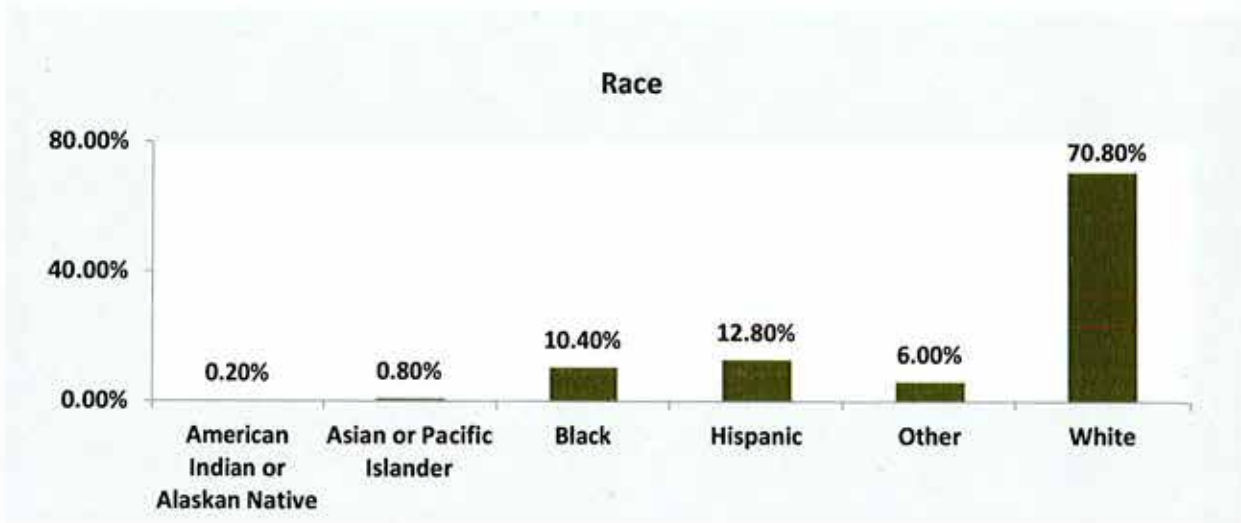 Race
80.00%
40.00%
0.00%
0.20%
0.80%
10.40%
12.80%
6.00%
70.80%
American
Indian or
Alaskan Native
Asian or Pacific
Islander
Black
Hispanic
Other
White